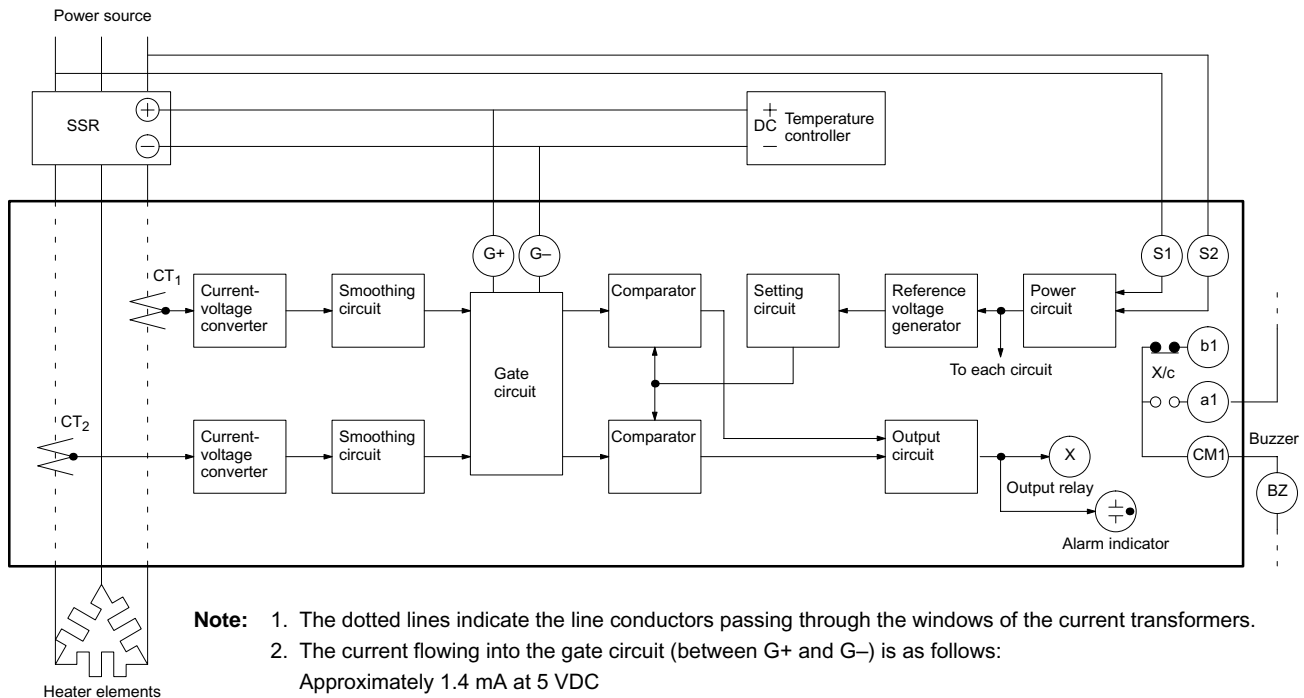 Power source
SSR
+
−
+
DC
−
Temperature
controller
G+
G–
S1
S2
CT1
Current-
voltage
converter
Smoothing
circuit
Gate
circuit
Comparator
Setting
circuit
Reference
voltage
generator
Power
circuit
To each circuit
b1
X/c
a1
CM1
Buzzer
BZ
CT2
Current-
voltage
converter
Smoothing
circuit
Comparator
Output
circuit
X
Output relay
Alarm indicator
Heater elements
Note: 1. The dotted lines indicate the line conductors passing through the windows of the current transformers.
2. The current flowing into the gate circuit (between G+ and G–) is as follows:
Approximately 1.4 mA at 5 VDC